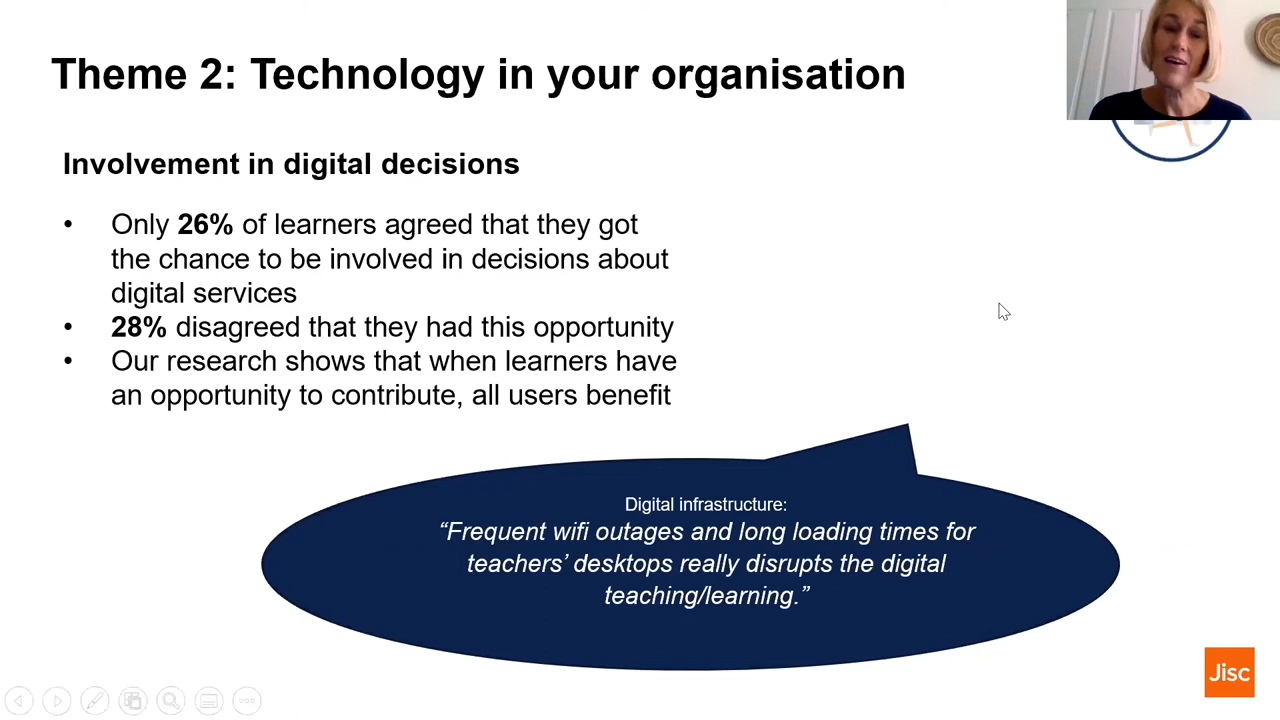 Theme 2: Technology in your organisation
Involvement in digital decisions
• Only 26% of learners agreed that they got
the chance to be involved in decisions about
digital services
• 28% disagreed that they had this opportunity
• Our research shows that when learners have
an opportunity to contribute, all users benefit
Digital infrastructure:
“Frequent wifi outages and long loading times for
teachers’ desktops really disrupts the digital
teaching/learning.”
Jisc